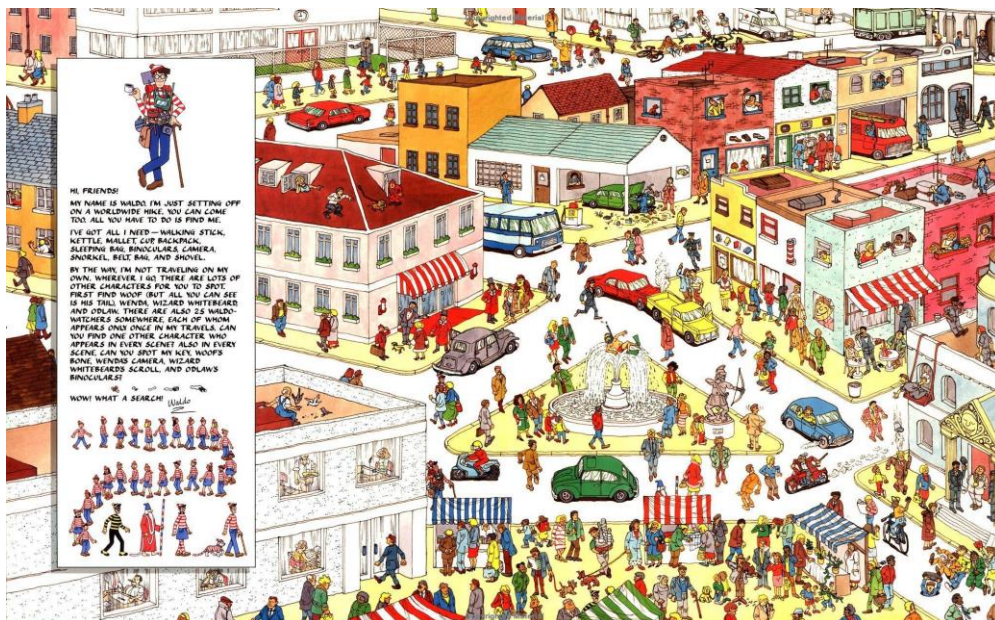 Copyrighted Material
HI, FRIENDS!
MY NAME IS WALDO. I'M JUST SETTING OFF
ON A WORLDWIDE HIKE. YOU CAN COME
TOO. ALL YOU HAVE TO DO IS FIND ME.
I'VE GOT ALL I NEED — WALKING STICK,
KETTLE, MALLET, CUP, BACKPACK,
SLEEPING BAG, BINOCULARS, CAMERA,
SNORKEL, BELT, BAG, AND SHOVEL.
BY THE WAY, I'M NOT TRAVELING ON MY
OWN. WHEREVER I GO, THERE ARE LOTS OF
OTHER CHARACTERS FOR YOU TO SPOT.
FIRST FIND WOOF (BUT ALL YOU CAN SEE
IS HIS TAIL), WENDA, WIZARD WHITEBEARD,
AND ODLAW. THERE ARE ALSO 25 WALDO-
WATCHERS SOMEWHERE, EACH OF WHOM
APPEARS ONLY ONCE IN MY TRAVELS. CAN
YOU FIND ONE OTHER CHARACTER WHO
APPEARS IN EVERY SCENE? ALSO IN EVERY
SCENE, CAN YOU SPOT MY KEY, WOOF'S
BONE, WENDA'S CAMERA, WIZARD
WHITEBEARD'S SCROLL, AND ODLAW'S
BINOCULARS?
WOW! WHAT A SEARCH!
Waldo
Copyrighted Material